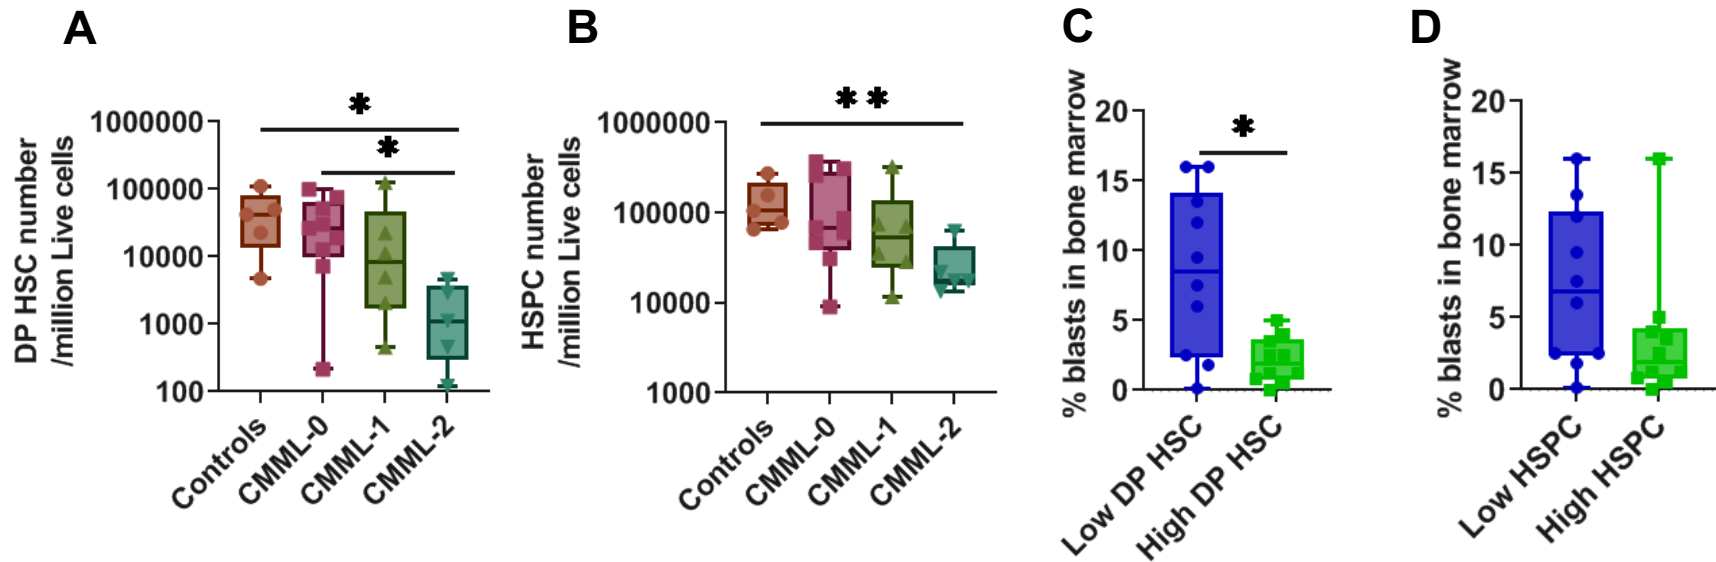 A
DP HSC number
/million Live cells
1000000
100000
10000
1000
100
*
*
Controls
CMML-0
CMML-1
CMML-2
B
HSPC number
/million Live cells
1000000
100000
10000
1000
**
Controls
CMML-0
CMML-1
CMML-2
C
% blasts in bone marrow
20
15
10
5
0
*
Low DP HSC
High DP HSC
D
% blasts in bone marrow
20
15
10
5
0
Low HSPC
High HSPC